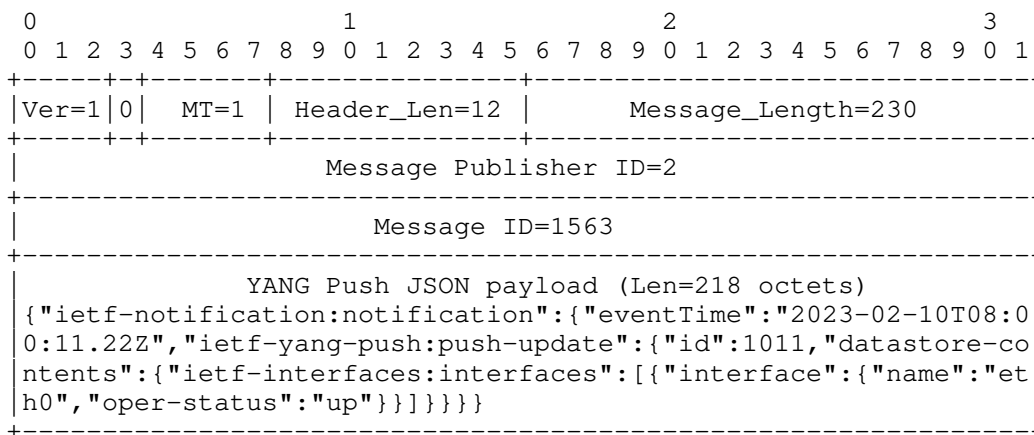 0                   1                   2                   3
0 1 2 3 4 5 6 7 8 9 0 1 2 3 4 5 6 7 8 9 0 1 2 3 4 5 6 7 8 9 0 1
+-----+-+-------+---------------+-------------------------------
|Ver=1|0|  MT=1 | Header_Len=12 |      Message_Length=230
+-----+-+-------+---------------+-------------------------------
|                   Message Publisher ID=2
+---------------------------------------------------------------
|                      Message ID=1563
+---------------------------------------------------------------
|              YANG Push JSON payload (Len=218 octets)
|{"ietf-notification:notification":{"eventTime":"2023-02-10T08:0
|0:11.22Z","ietf-yang-push:push-update":{"id":1011,"datastore-co
|ntents":{"ietf-interfaces:interfaces":[{"interface":{"name":"et
|h0","oper-status":"up"}}]}}}}
+---------------------------------------------------------------